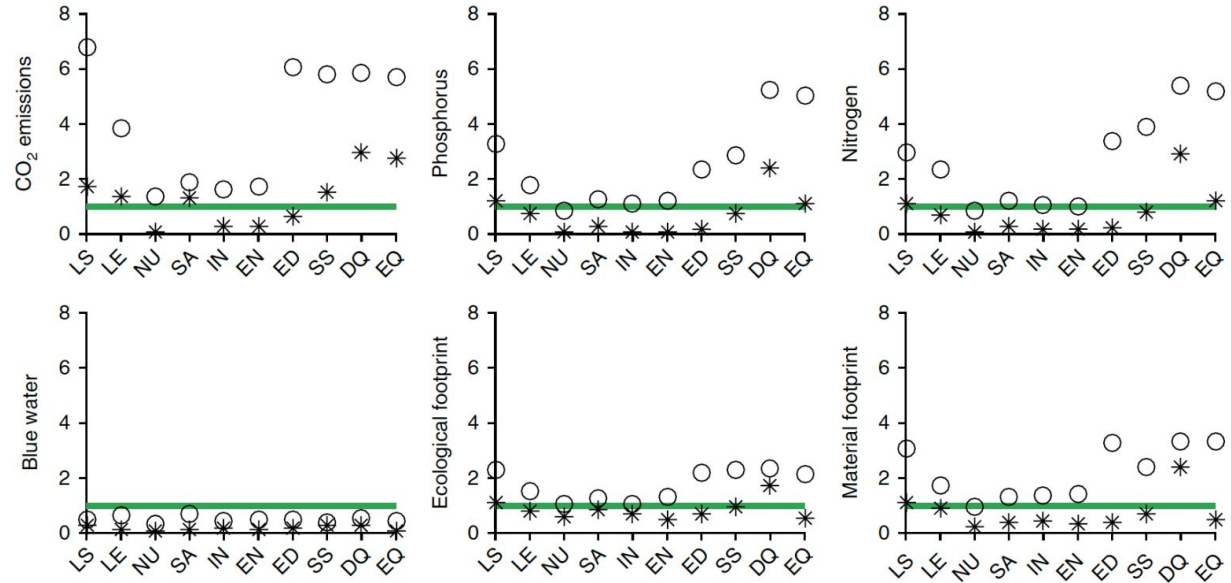 CO2 emissions
8
6
4
2
0
LS LE NU SA IN EN ED SS DQ EQ
Phosphorus
8
6
4
2
0
LS LE NU SA IN EN ED SS DQ EQ
Nitrogen
8
6
4
2
0
LS LE NU SA IN EN ED SS DQ EQ
Blue water
8
6
4
2
0
LS LE NU SA IN EN ED SS DQ EQ
Ecological footprint
8
6
4
2
0
LS LE NU SA IN EN ED SS DQ EQ
Material footprint
8
6
4
2
0
LS LE NU SA IN EN ED SS DQ EQ